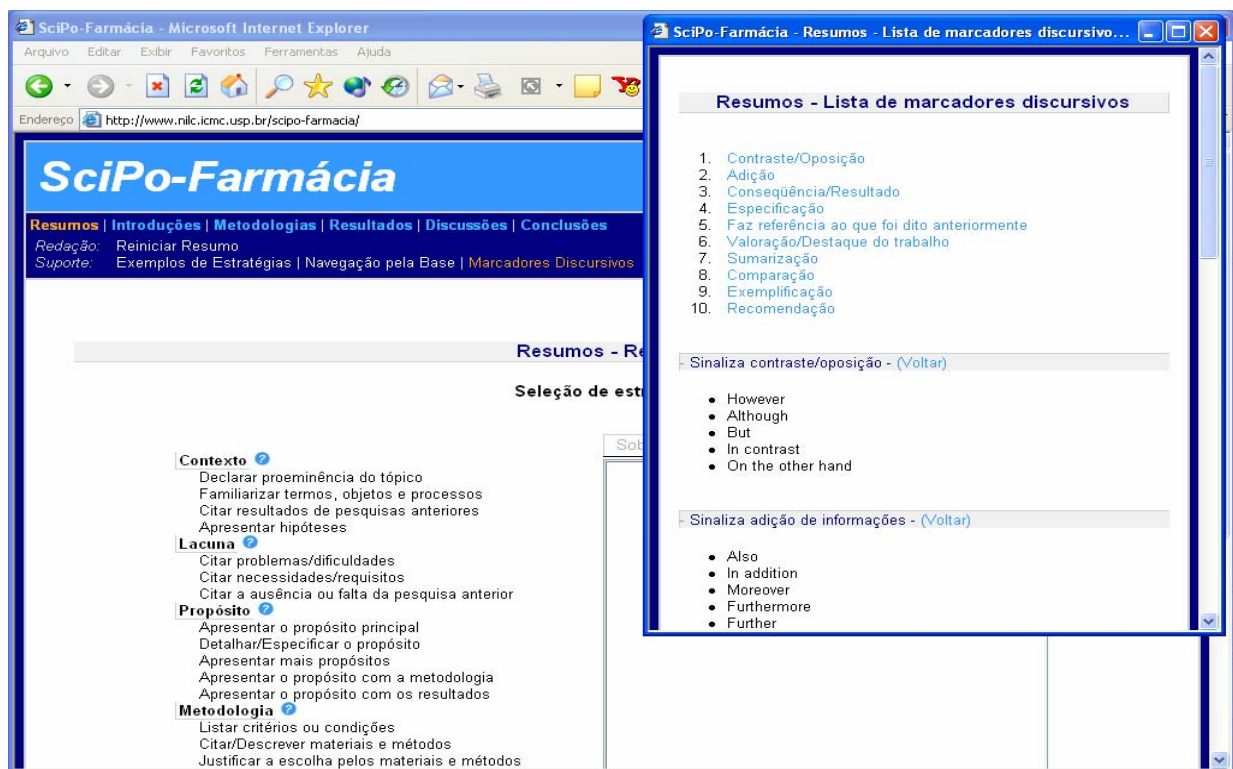 SciPo-Farmácia - Microsoft Internet Explorer
Arquivo Editar Exibir Favoritos Ferramentas Ajuda
Endereço http://www.nilc.icmc.usp.br/scipo-farmacia/
SciPo-Farmácia
Resumos | Introduções | Metodologias | Resultados | Discussões | Conclusões
Redação: Reiniciar Resumo
Suporte: Exemplos de Estratégias | Navegação pela Base | Marcadores Discursivos
Resumos - Re
Seleção de est
Sob
Contexto
Declarar proeminência do tópico
Familiarizar termos, objetos e processos
Citar resultados de pesquisas anteriores
Apresentar hipóteses
Lacuna
Citar problemas/dificuldades
Citar necessidades/requisitos
Citar a ausência ou falta da pesquisa anterior
Propósito
Apresentar o propósito principal
Detalhar/Especificar o propósito
Apresentar mais propósitos
Apresentar o propósito com a metodologia
Apresentar o propósito com os resultados
Metodologia
Listar critérios ou condições
Citar/Descrever materiais e métodos
Justificar a escolha pelos materiais e métodos
SciPo-Farmácia - Resumos - Lista de marcadores discursivo...
Resumos - Lista de marcadores discursivos
1. Contraste/Oposição
2. Adição
3. Conseqüência/Resultado
4. Especificação
5. Faz referência ao que foi dito anteriormente
6. Valoração/Destaque do trabalho
7. Sumarização
8. Comparação
9. Exemplificação
10. Recomendação
- Sinaliza contraste/oposição - (Voltar)
• However
• Although
• But
• In contrast
• On the other hand
- Sinaliza adição de informações - (Voltar)
• Also
• In addition
• Moreover
• Furthermore
• Further